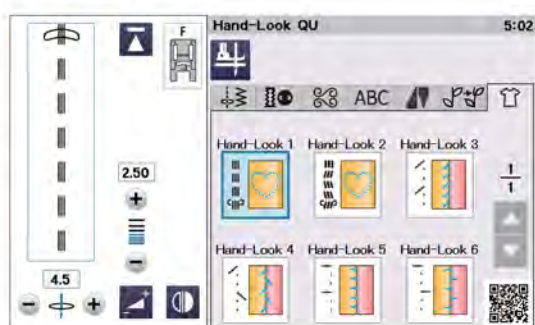 F
2.50
4.5
Hand-Look QU
5:02
ABC
Hand-Look 1
Hand-Look 2
Hand-Look 3
1
1
Hand-Look 4
Hand-Look 5
Hand-Look 6